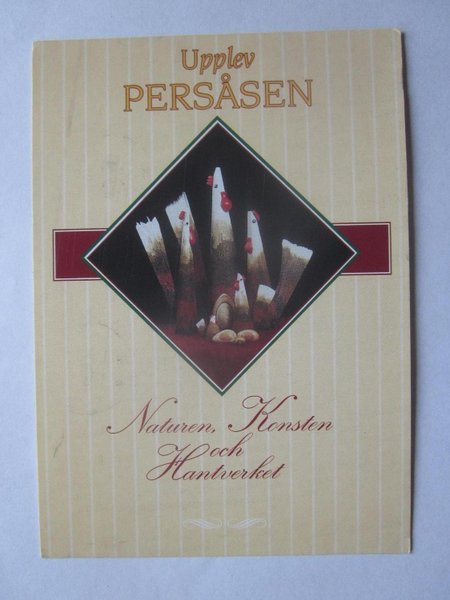 Upplev
PERSÅSEN
Naturen, Konsten
och
Hantverket